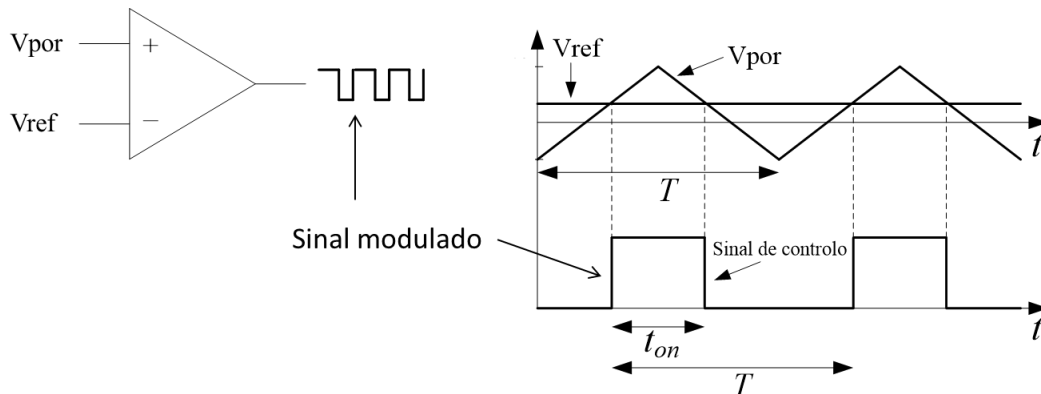 Vpor
+
Vref
−
Sinal modulado
Vref
Vpor
t
T
Sinal de controlo
t
ton
T